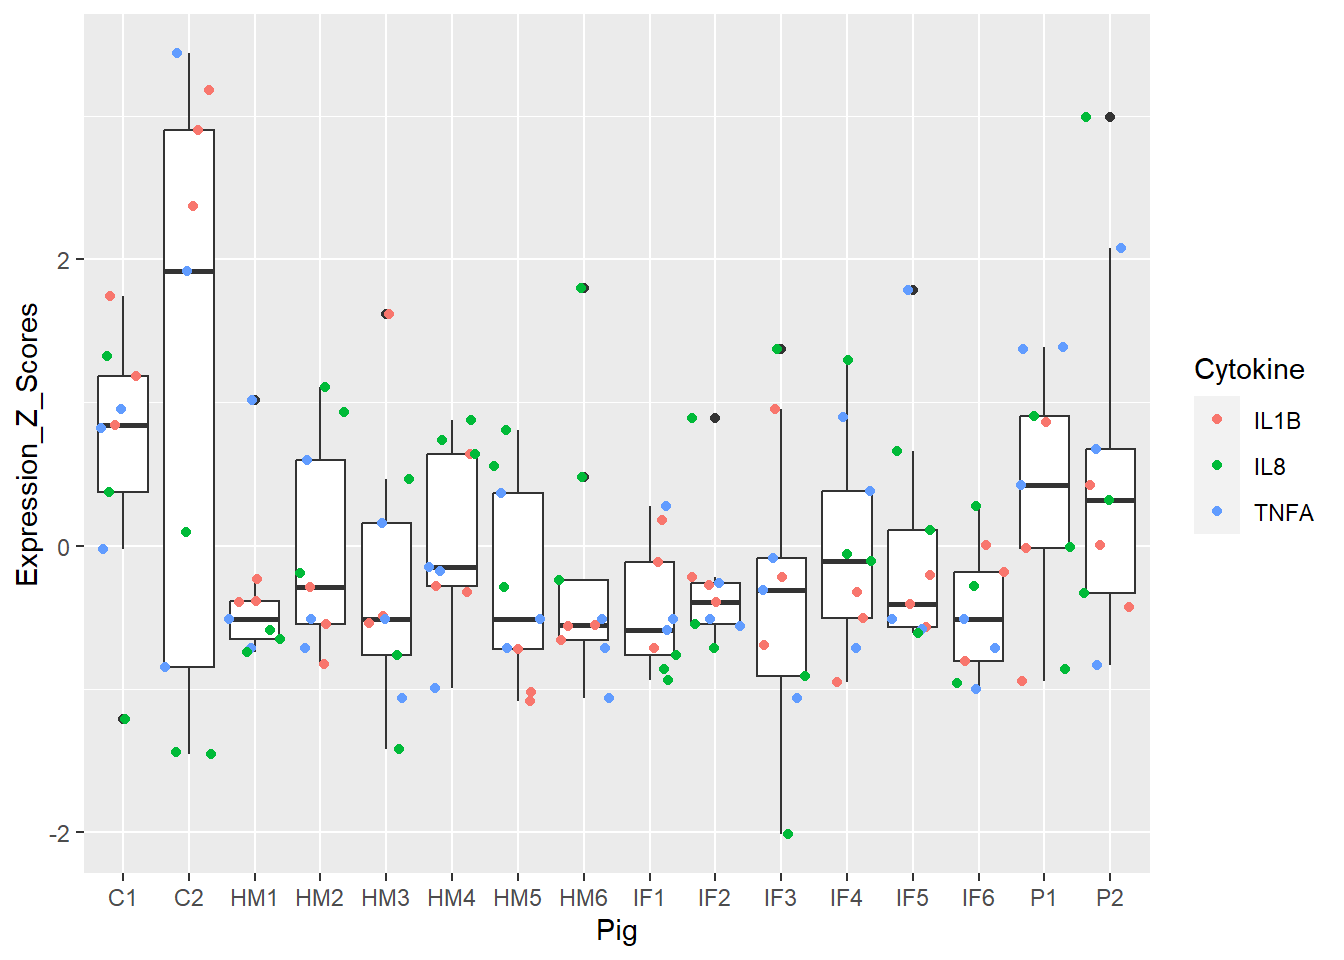 Expression_Z_Scores
2
0
-2
C1 C2 HM1 HM2 HM3 HM4 HM5 HM6 IF1 IF2 IF3 IF4 IF5 IF6 P1 P2
Pig
Cytokine
IL1B
IL8
TNFA